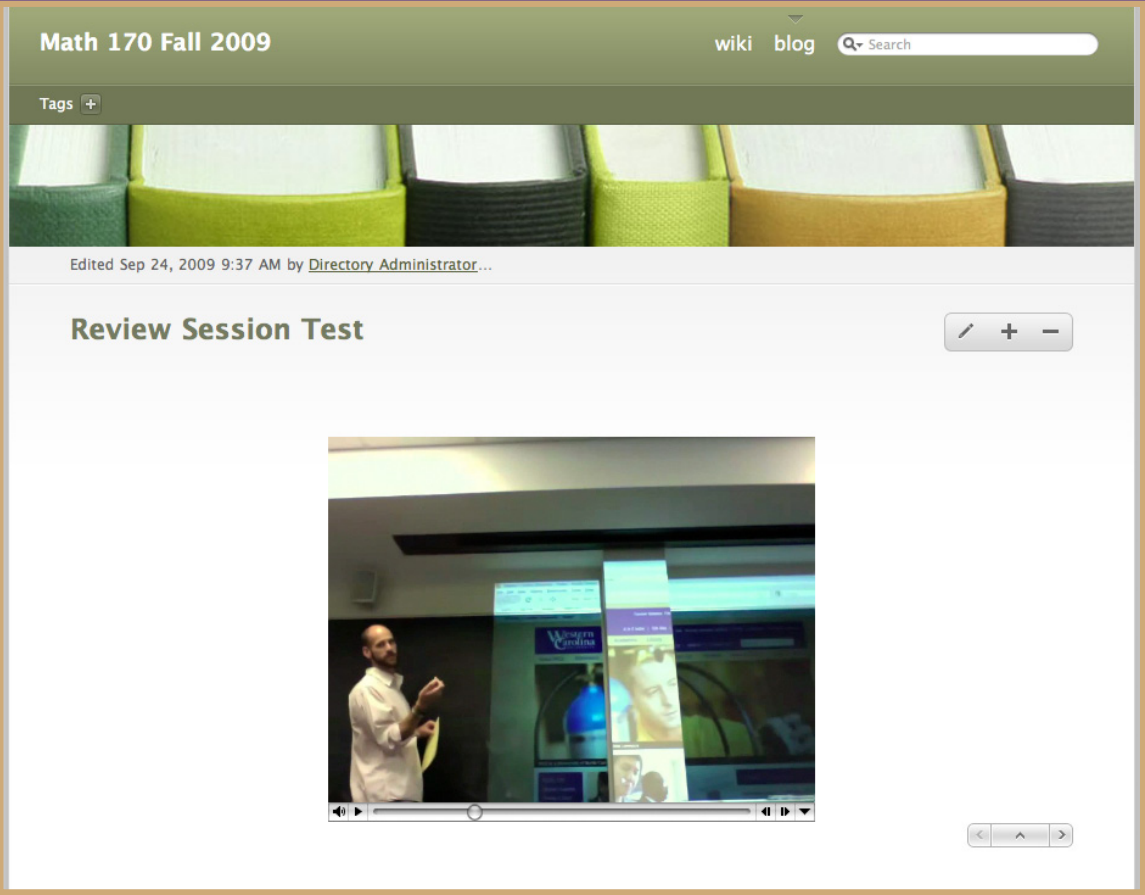 Math 170 Fall 2009
wiki blog Search
Tags +
Edited Sep 24, 2009 9:37 AM by Directory Administrator...
Review Session Test
Western
Carolina